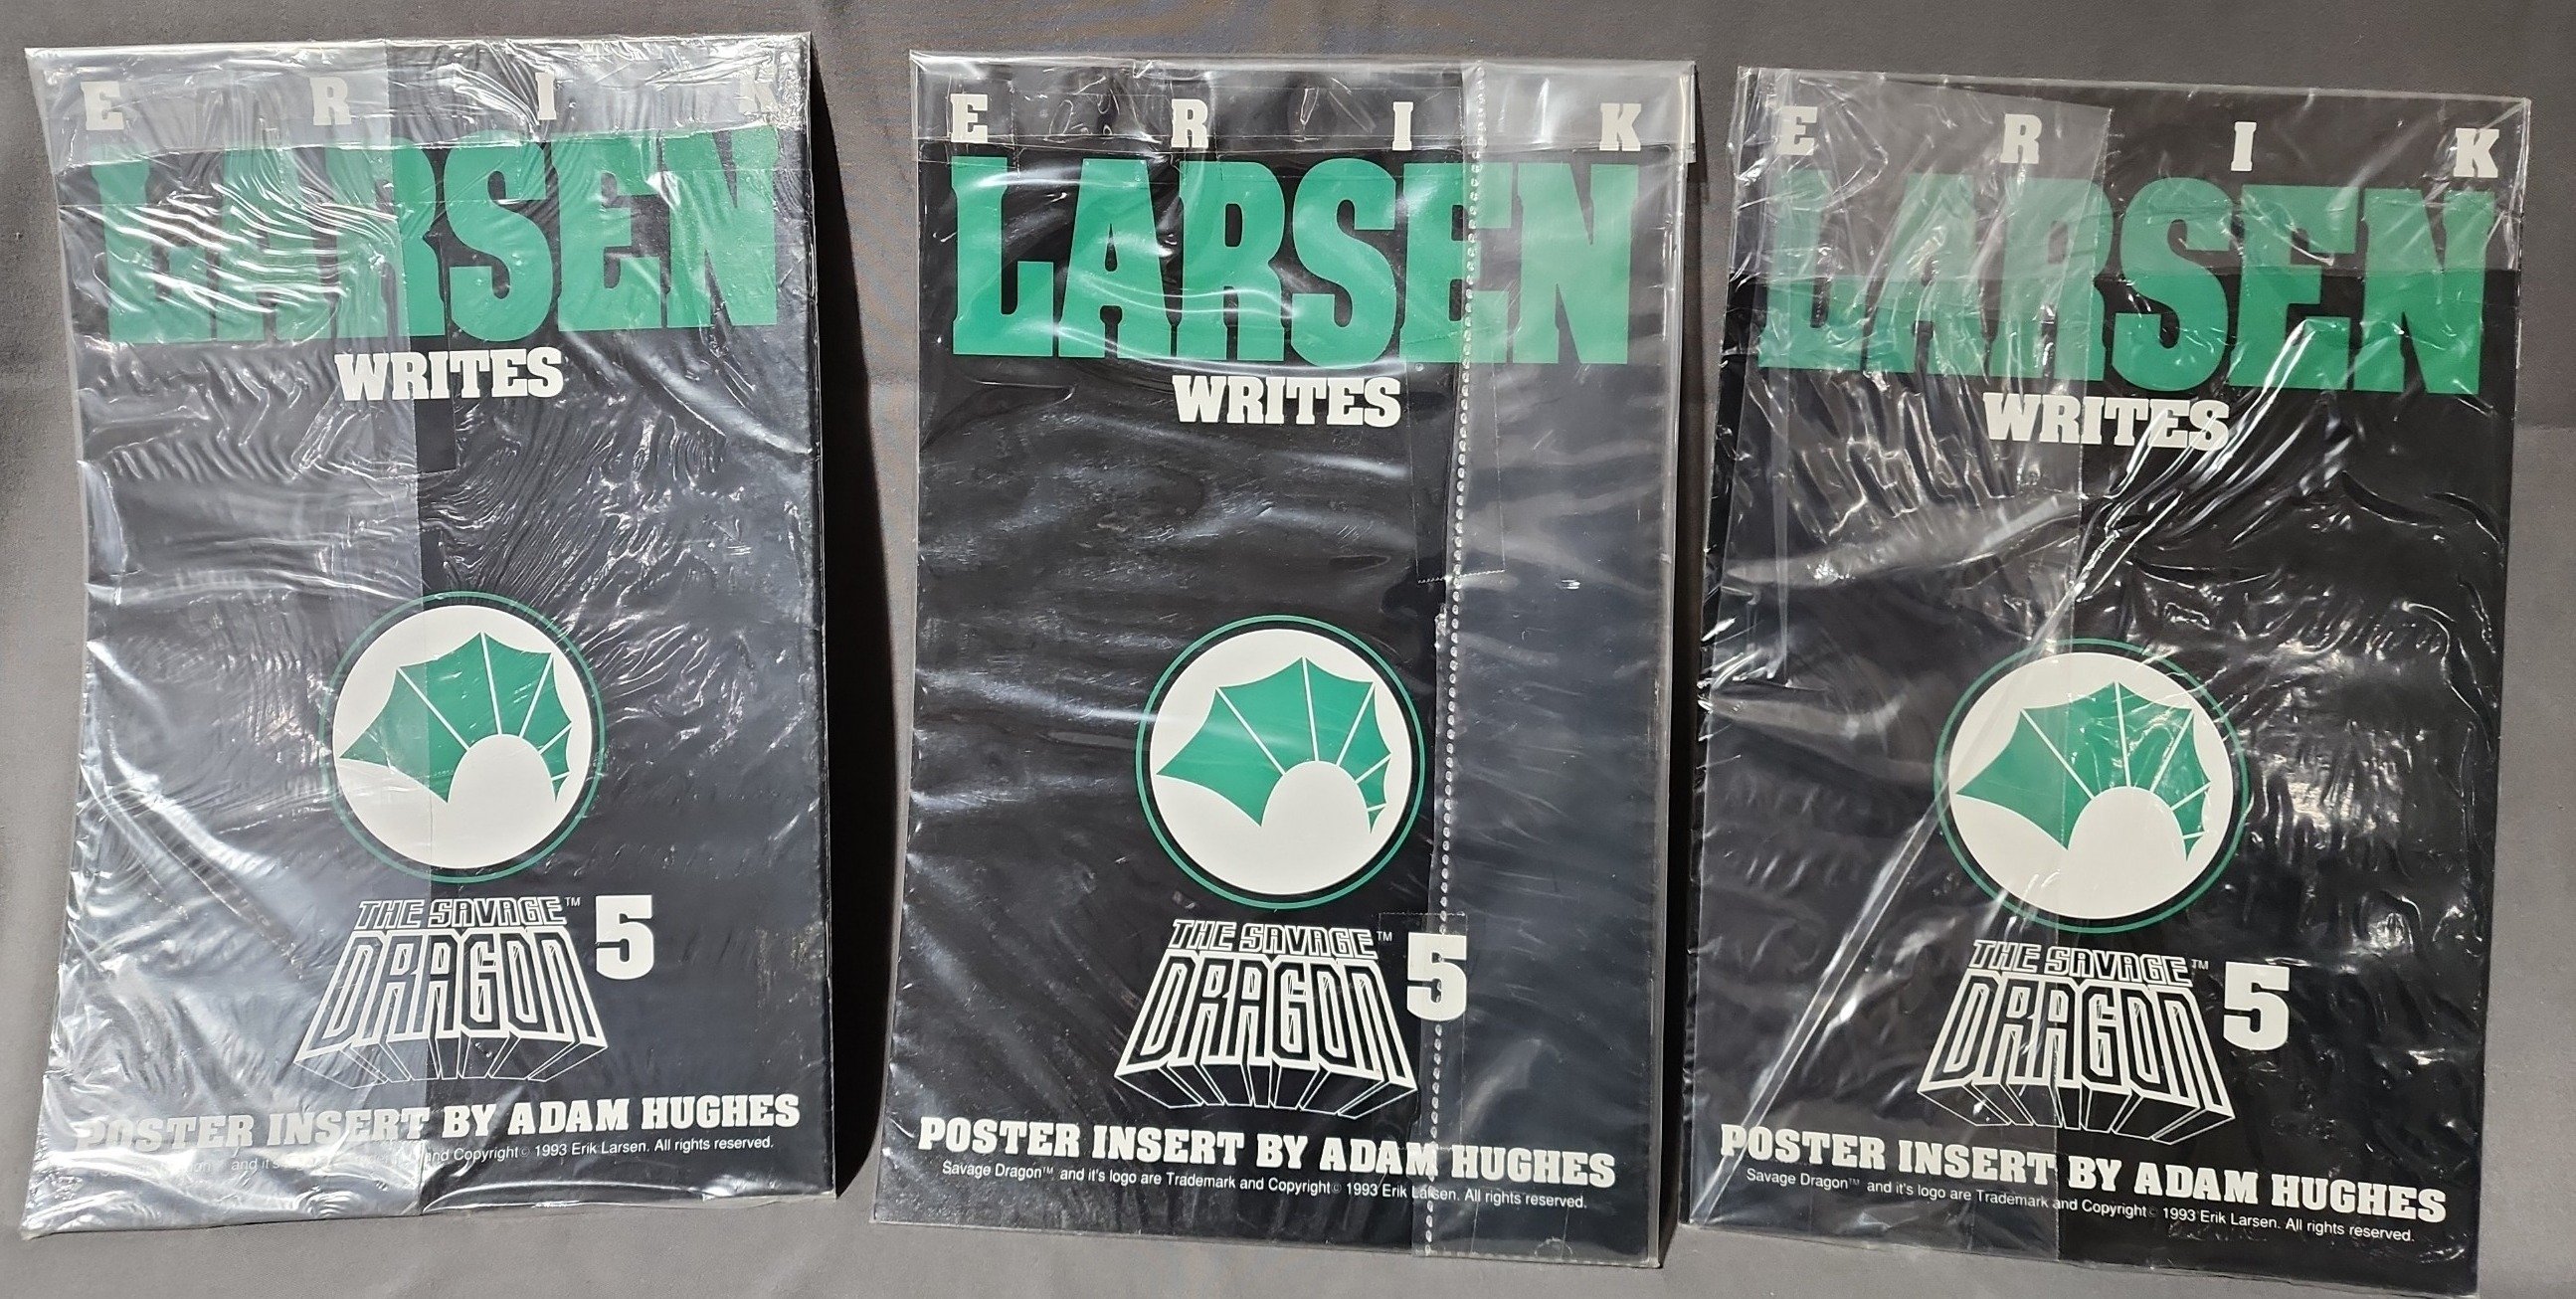 E R I K
LARSEN
WRITES
THE SAVAGE™
DRAGON 5
POSTER INSERT BY ADAM HUGHES
and it's and Copyright© 1993 Erik Larsen. All rights reserved.
E R I K
LARSEN
WRITES
THE SAVAGE™
DRAGON 5
POSTER INSERT BY ADAM HUGHES
Savage Dragon™ and it's logo are Trademark and Copyright© 1993 Erik Larsen. All rights reserved.
E R I K
LARSEN
WRITES
THE SAVAGE™
DRAGON 5
POSTER INSERT BY ADAM HUGHES
Savage Dragon™ and it's logo are Trademark and Copyright© 1993 Erik Larsen. All rights reserved.